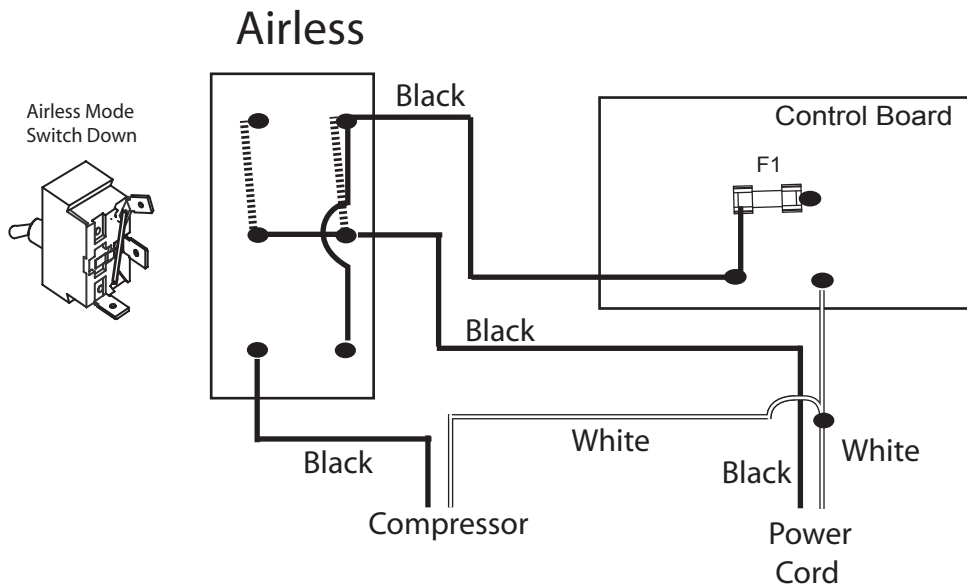 Airless
Airless Mode
Switch Down
Black
Control Board
F1
Black
Black
White
Black
White
Compressor
Power
Cord